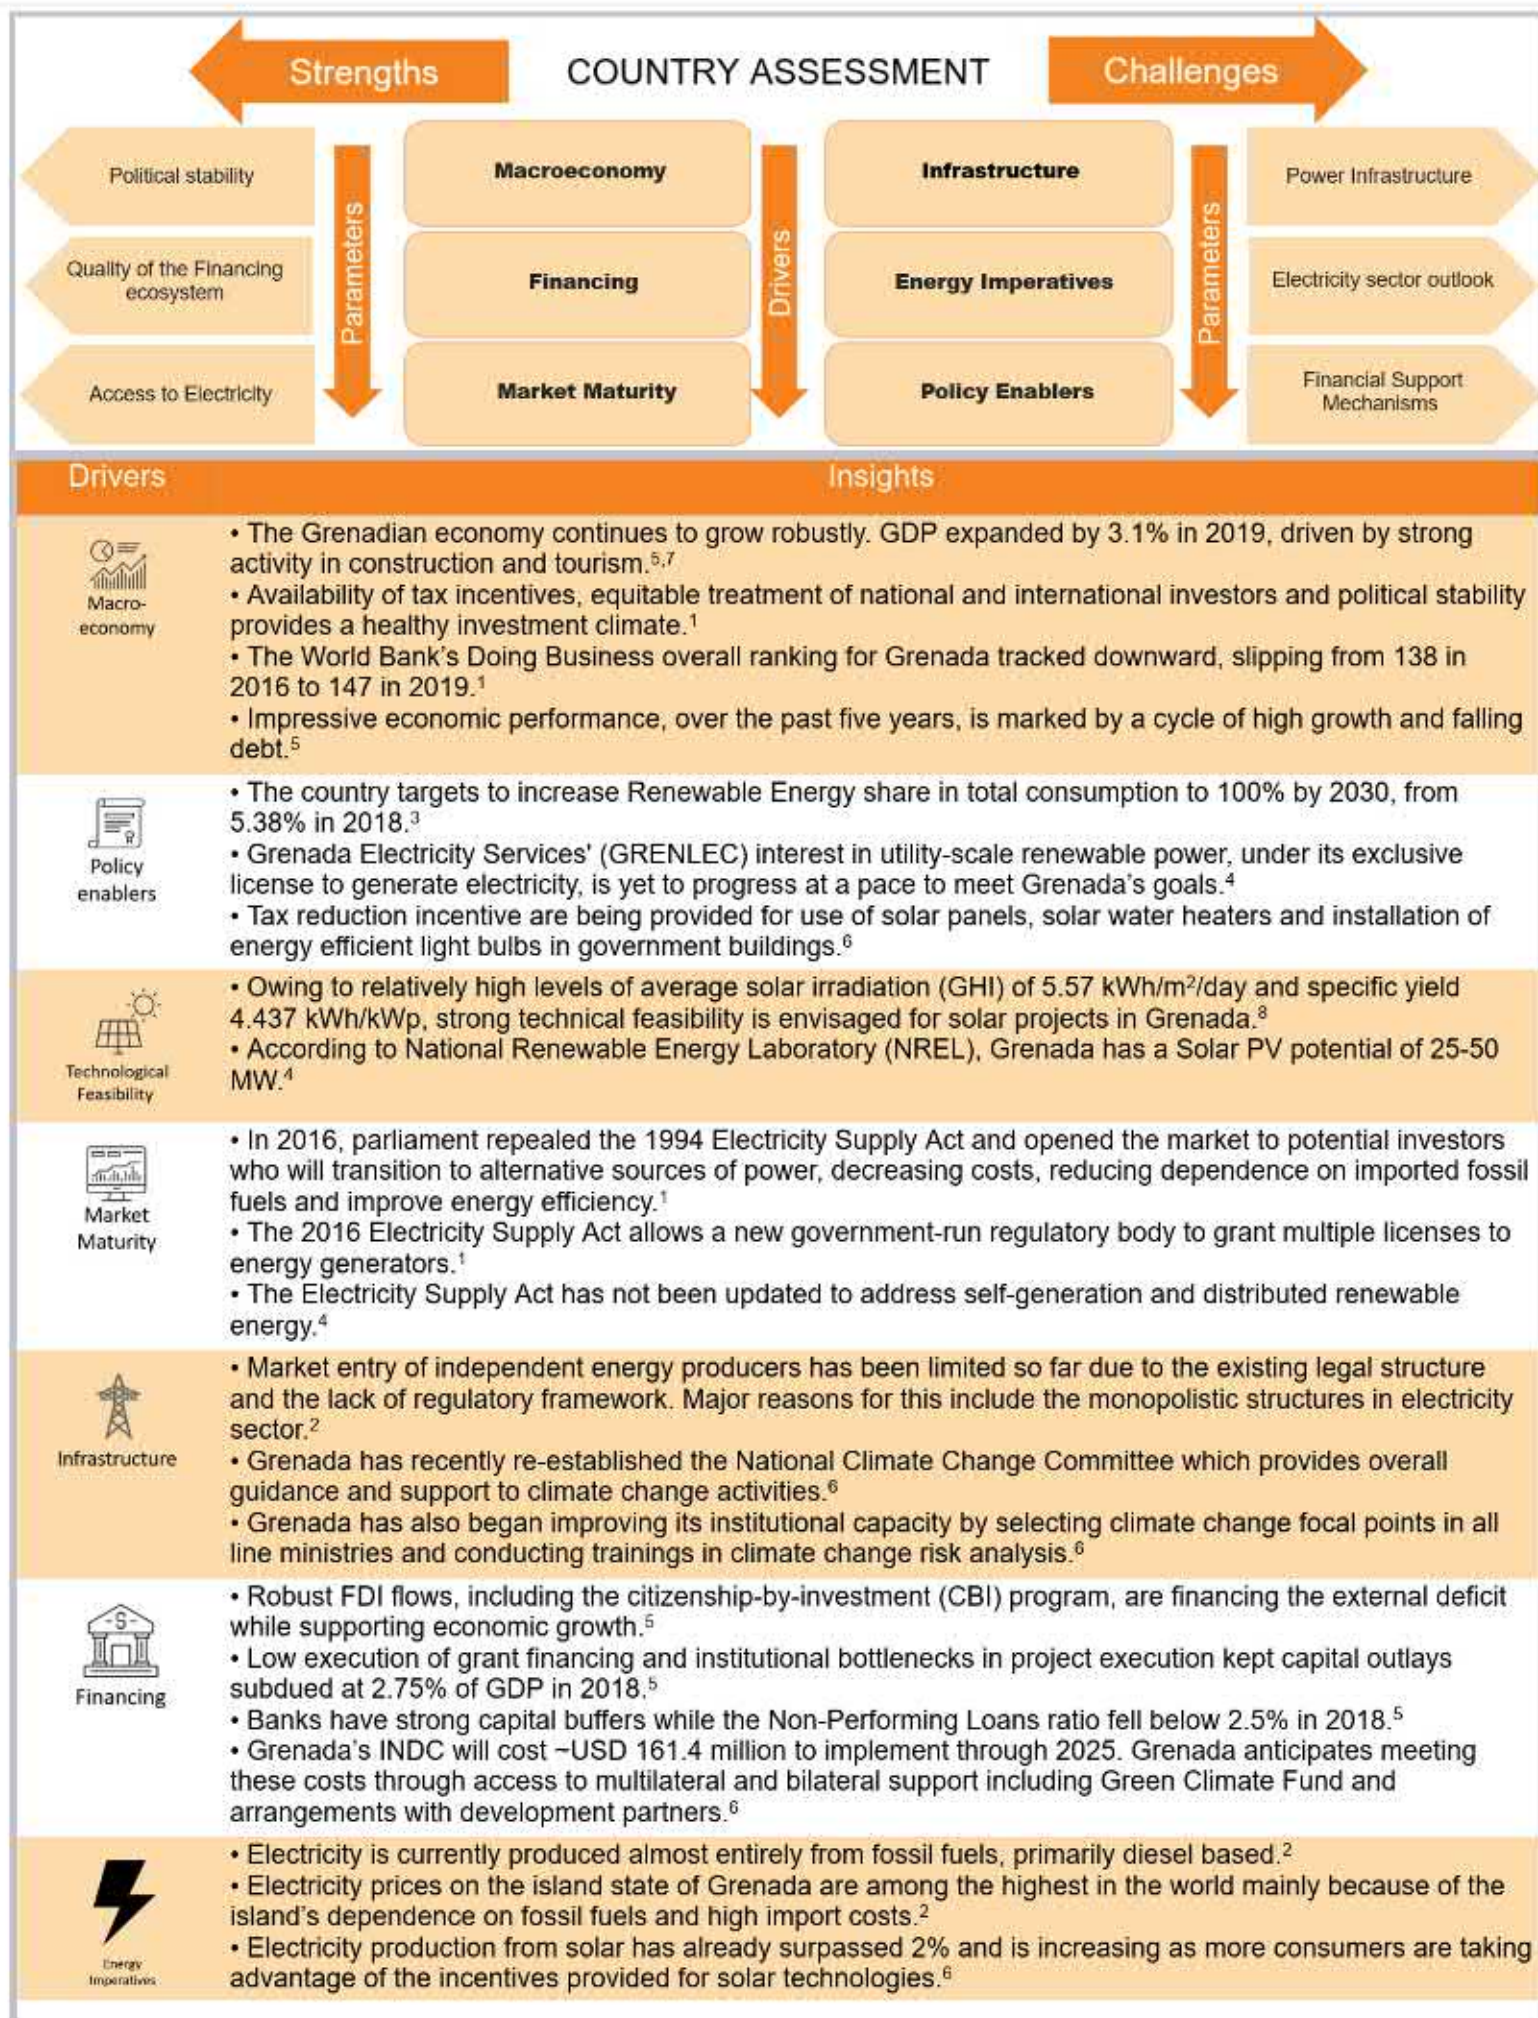 Strengths
COUNTRY ASSESSMENT
Challenges
Political stability
Parameters
Macroeconomy
Drivers
Infrastructure
Parameters
Power Infrastructure
Quality of the Financing
ecosystem
Financing
Energy Imperatives
Electricity sector outlook
Access to Electricity
Market Maturity
Policy Enablers
Financial Support
Mechanisms
Drivers
Insights
Macro-
economy
• The Grenadian economy continues to grow robustly. GDP expanded by 3.1% in 2019, driven by strong
activity in construction and tourism.⁵,⁷
• Availability of tax incentives, equitable treatment of national and international investors and political stability
provides a healthy investment climate.¹
• The World Bank's Doing Business overall ranking for Grenada tracked downward, slipping from 138 in
2016 to 147 in 2019.¹
• Impressive economic performance, over the past five years, is marked by a cycle of high growth and falling
debt.⁵
Policy
enablers
• The country targets to increase Renewable Energy share in total consumption to 100% by 2030, from
5.38% in 2018.³
• Grenada Electricity Services' (GRENLEC) interest in utility-scale renewable power, under its exclusive
license to generate electricity, is yet to progress at a pace to meet Grenada's goals.⁴
• Tax reduction incentive are being provided for use of solar panels, solar water heaters and installation of
energy efficient light bulbs in government buildings.⁶
Technological
Feasibility
• Owing to relatively high levels of average solar irradiation (GHI) of 5.57 kWh/m²/day and specific yield
4.437 kWh/kWp, strong technical feasibility is envisaged for solar projects in Grenada.⁸
• According to National Renewable Energy Laboratory (NREL), Grenada has a Solar PV potential of 25-50
MW.⁴
Market
Maturity
• In 2016, parliament repealed the 1994 Electricity Supply Act and opened the market to potential investors
who will transition to alternative sources of power, decreasing costs, reducing dependence on imported fossil
fuels and improve energy efficiency.¹
• The 2016 Electricity Supply Act allows a new government-run regulatory body to grant multiple licenses to
energy generators.¹
• The Electricity Supply Act has not been updated to address self-generation and distributed renewable
energy.⁴
Infrastructure
• Market entry of independent energy producers has been limited so far due to the existing legal structure
and the lack of regulatory framework. Major reasons for this include the monopolistic structures in electricity
sector.²
• Grenada has recently re-established the National Climate Change Committee which provides overall
guidance and support to climate change activities.⁶
• Grenada has also began improving its institutional capacity by selecting climate change focal points in all
line ministries and conducting trainings in climate change risk analysis.⁶
Financing
• Robust FDI flows, including the citizenship-by-investment (CBI) program, are financing the external deficit
while supporting economic growth.⁵
• Low execution of grant financing and institutional bottlenecks in project execution kept capital outlays
subdued at 2.75% of GDP in 2018.⁵
• Banks have strong capital buffers while the Non-Performing Loans ratio fell below 2.5% in 2018.⁵
• Grenada's INDC will cost ~USD 161.4 million to implement through 2025. Grenada anticipates meeting
these costs through access to multilateral and bilateral support including Green Climate Fund and
arrangements with development partners.⁶
Energy
Imperatives
• Electricity is currently produced almost entirely from fossil fuels, primarily diesel based.²
• Electricity prices on the island state of Grenada are among the highest in the world mainly because of the
island's dependence on fossil fuels and high import costs.²
• Electricity production from solar has already surpassed 2% and is increasing as more consumers are taking
advantage of the incentives provided for solar technologies.⁶